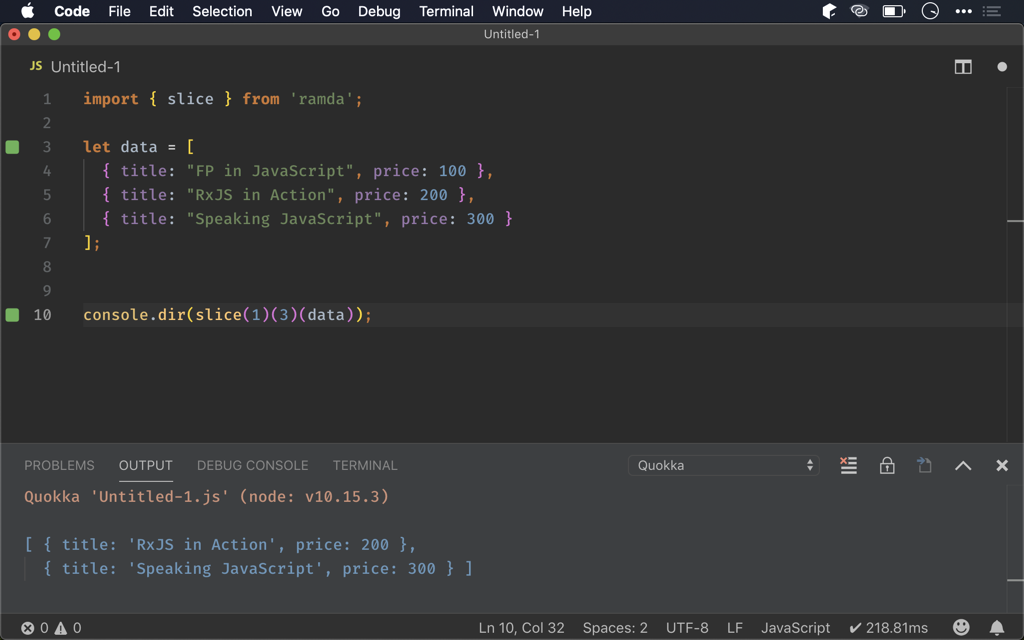 Code File Edit Selection View Go Debug Terminal Window Help
Untitled-1
JS Untitled-1
1 import { slice } from 'ramda';
2
3 let data = [
4 { title: "FP in JavaScript", price: 100 },
5 { title: "RxJS in Action", price: 200 },
6 { title: "Speaking JavaScript", price: 300 }
7 ];
8
9
10 console.dir(slice(1)(3)(data));
PROBLEMS OUTPUT DEBUG CONSOLE TERMINAL Quokka
Quokka 'Untitled-1.js' (node: v10.15.3)
[ { title: 'RxJS in Action', price: 200 },
{ title: 'Speaking JavaScript', price: 300 } ]
0 0 Ln 10, Col 32 Spaces: 2 UTF-8 LF JavaScript ✔ 218.81ms